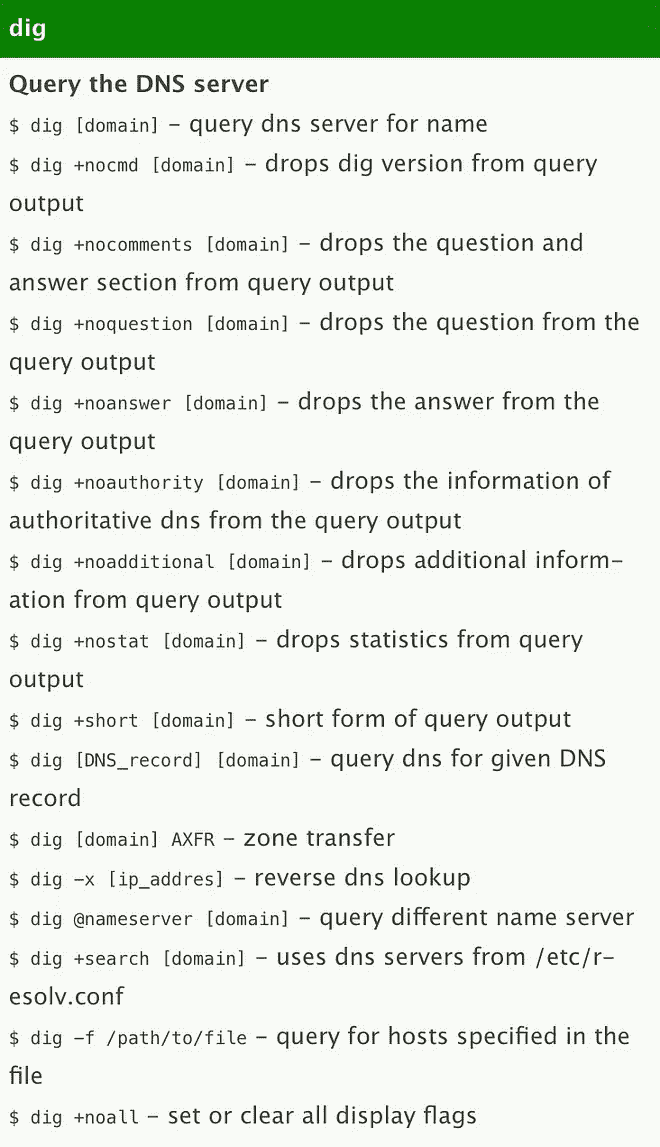 dig
Query the DNS server
$ dig [domain] – query dns server for name
$ dig +nocmd [domain] – drops dig version from query
output
$ dig +nocomments [domain] – drops the question and
answer section from query output
$ dig +noquestion [domain] – drops the question from the
query output
$ dig +noanswer [domain] – drops the answer from the
query output
$ dig +noauthority [domain] – drops the information of
authoritative dns from the query output
$ dig +noadditional [domain] – drops additional inform-
ation from query output
$ dig +nostat [domain] – drops statistics from query
output
$ dig +short [domain] – short form of query output
$ dig [DNS_record] [domain] – query dns for given DNS
record
$ dig [domain] AXFR – zone transfer
$ dig -x [ip_addres] – reverse dns lookup
$ dig @nameserver [domain] – query different name server
$ dig +search [domain] – uses dns servers from /etc/r-
esolv.conf
$ dig -f /path/to/file – query for hosts specified in the
file
$ dig +noall – set or clear all display flags